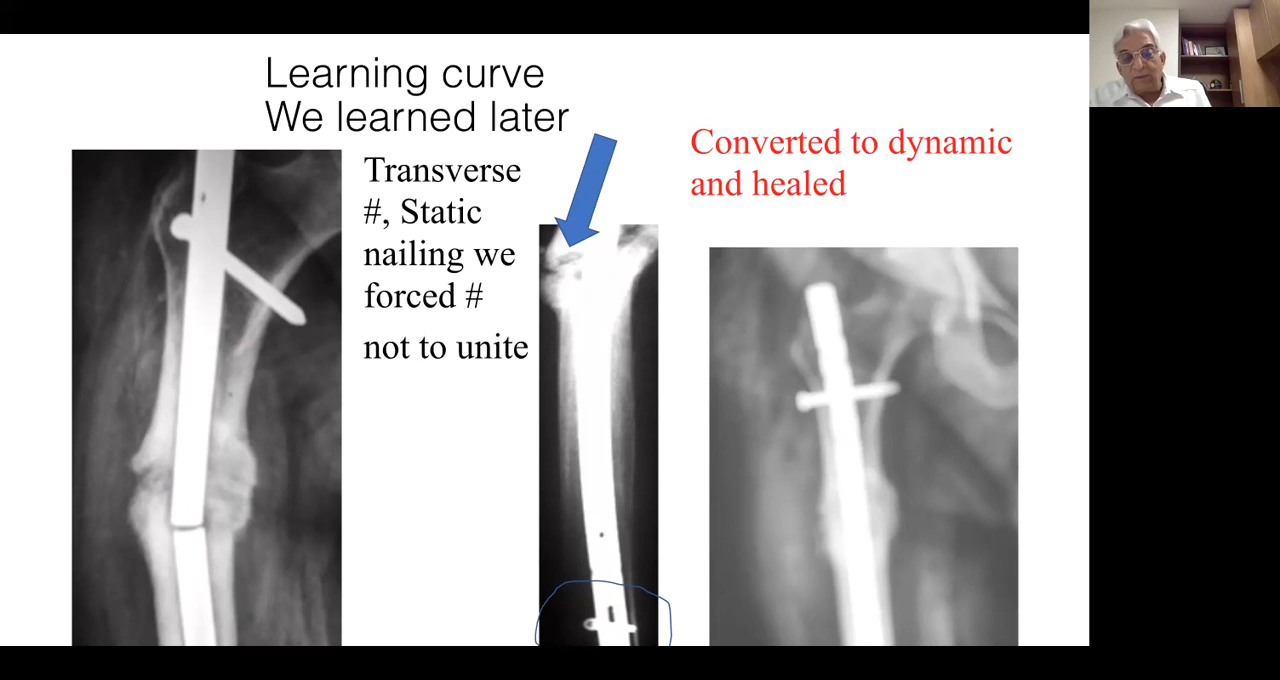 Learning curve
We learned later
Transverse
#, Static
nailing we
forced #
not to unite
Converted to dynamic
and healed